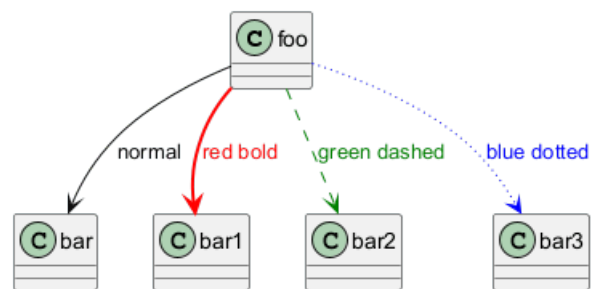 C foo
normal red bold green dashed blue dotted
C bar C bar1 C bar2 C bar3